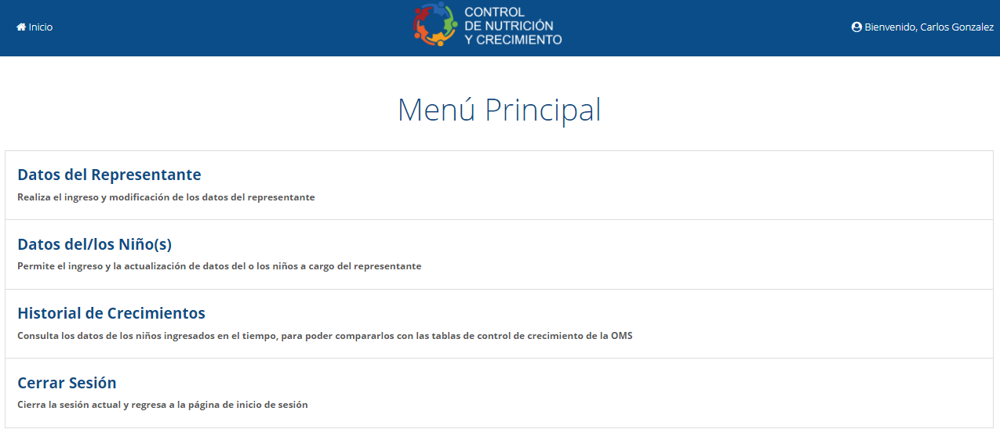 Inicio
CONTROL
DE NUTRICIÓN
Y CRECIMIENTO
Bienvenido, Carlos Gonzalez
Menú Principal
Datos del Representante
Realiza el ingreso y modificación de los datos del representante
Datos del/los Niño(s)
Permite el ingreso y la actualización de datos del o los niños a cargo del representante
Historial de Crecimientos
Consulta los datos de los niños ingresados en el tiempo, para poder compararlos con las tablas de control de crecimiento de la OMS
Cerrar Sesión
Cierra la sesión actual y regresa a la página de inicio de sesión